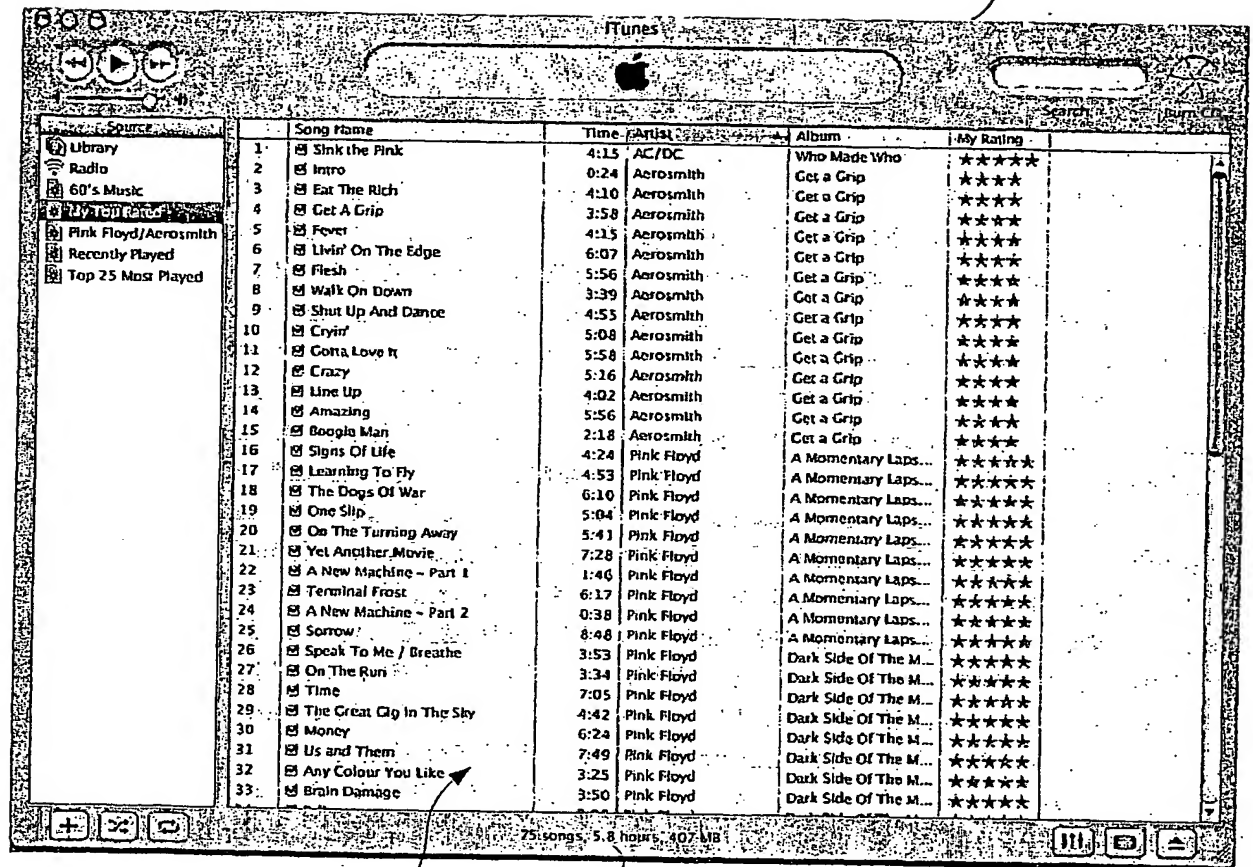 iTunes
Search Burn CD
Source
Library
Radio
60's Music
My Top Rated
Pink Floyd/Aerosmith
Recently Played
Top 25 Most Played
Song Name Time Artist Album My Rating
1 Sink the Pink 4:15 AC/DC Who Made Who ★★★★★
2 Intro 0:24 Aerosmith Get a Grip ★★★★
3 Eat The Rich 4:10 Aerosmith Get a Grip ★★★★
4 Get A Grip 3:58 Aerosmith Get a Grip ★★★★
5 Fever 4:15 Aerosmith Get a Grip ★★★★
6 Livin' On The Edge 6:07 Aerosmith Get a Grip ★★★★
7 Flesh 5:56 Aerosmith Get a Grip ★★★★
8 Walk On Down 3:39 Aerosmith Get a Grip ★★★★
9 Shut Up And Dance 4:55 Aerosmith Get a Grip ★★★★
10 Cryin' 5:08 Aerosmith Get a Grip ★★★★
11 Gotta Love It 5:58 Aerosmith Get a Grip ★★★★
12 Crazy 5:16 Aerosmith Get a Grip ★★★★
13 Line Up 4:02 Aerosmith Get a Grip ★★★★
14 Amazing 5:56 Aerosmith Get a Grip ★★★★
15 Boogie Man 2:18 Aerosmith Get a Grip ★★★★
16 Signs Of Life 4:24 Pink Floyd A Momentary Laps... ★★★★★
17 Learning To Fly 4:53 Pink Floyd A Momentary Laps... ★★★★★
18 The Dogs Of War 6:10 Pink Floyd A Momentary Laps... ★★★★★
19 One Slip 5:04 Pink Floyd A Momentary Laps... ★★★★★
20 On The Turning Away 5:41 Pink Floyd A Momentary Laps... ★★★★★
21 Yet Another Movie 7:28 Pink Floyd A Momentary Laps... ★★★★★
22 A New Machine - Part 1 1:46 Pink Floyd A Momentary Laps... ★★★★★
23 Terminal Frost 6:17 Pink Floyd A Momentary Laps... ★★★★★
24 A New Machine - Part 2 0:38 Pink Floyd A Momentary Laps... ★★★★★
25 Sorrow 8:48 Pink Floyd A Momentary Laps... ★★★★★
26 Speak To Me / Breathe 3:53 Pink Floyd Dark Side Of The M... ★★★★★
27 On The Run 3:34 Pink Floyd Dark Side Of The M... ★★★★★
28 Time 7:05 Pink Floyd Dark Side Of The M... ★★★★★
29 The Great Gig In The Sky 4:42 Pink Floyd Dark Side Of The M... ★★★★★
30 Money 6:24 Pink Floyd Dark Side Of The M... ★★★★★
31 Us and Them 7:49 Pink Floyd Dark Side Of The M... ★★★★★
32 Any Colour You Like 3:25 Pink Floyd Dark Side Of The M... ★★★★★
33 Brain Damage 3:50 Pink Floyd Dark Side Of The M... ★★★★★
75 songs, 5.8 hours, 407 MB